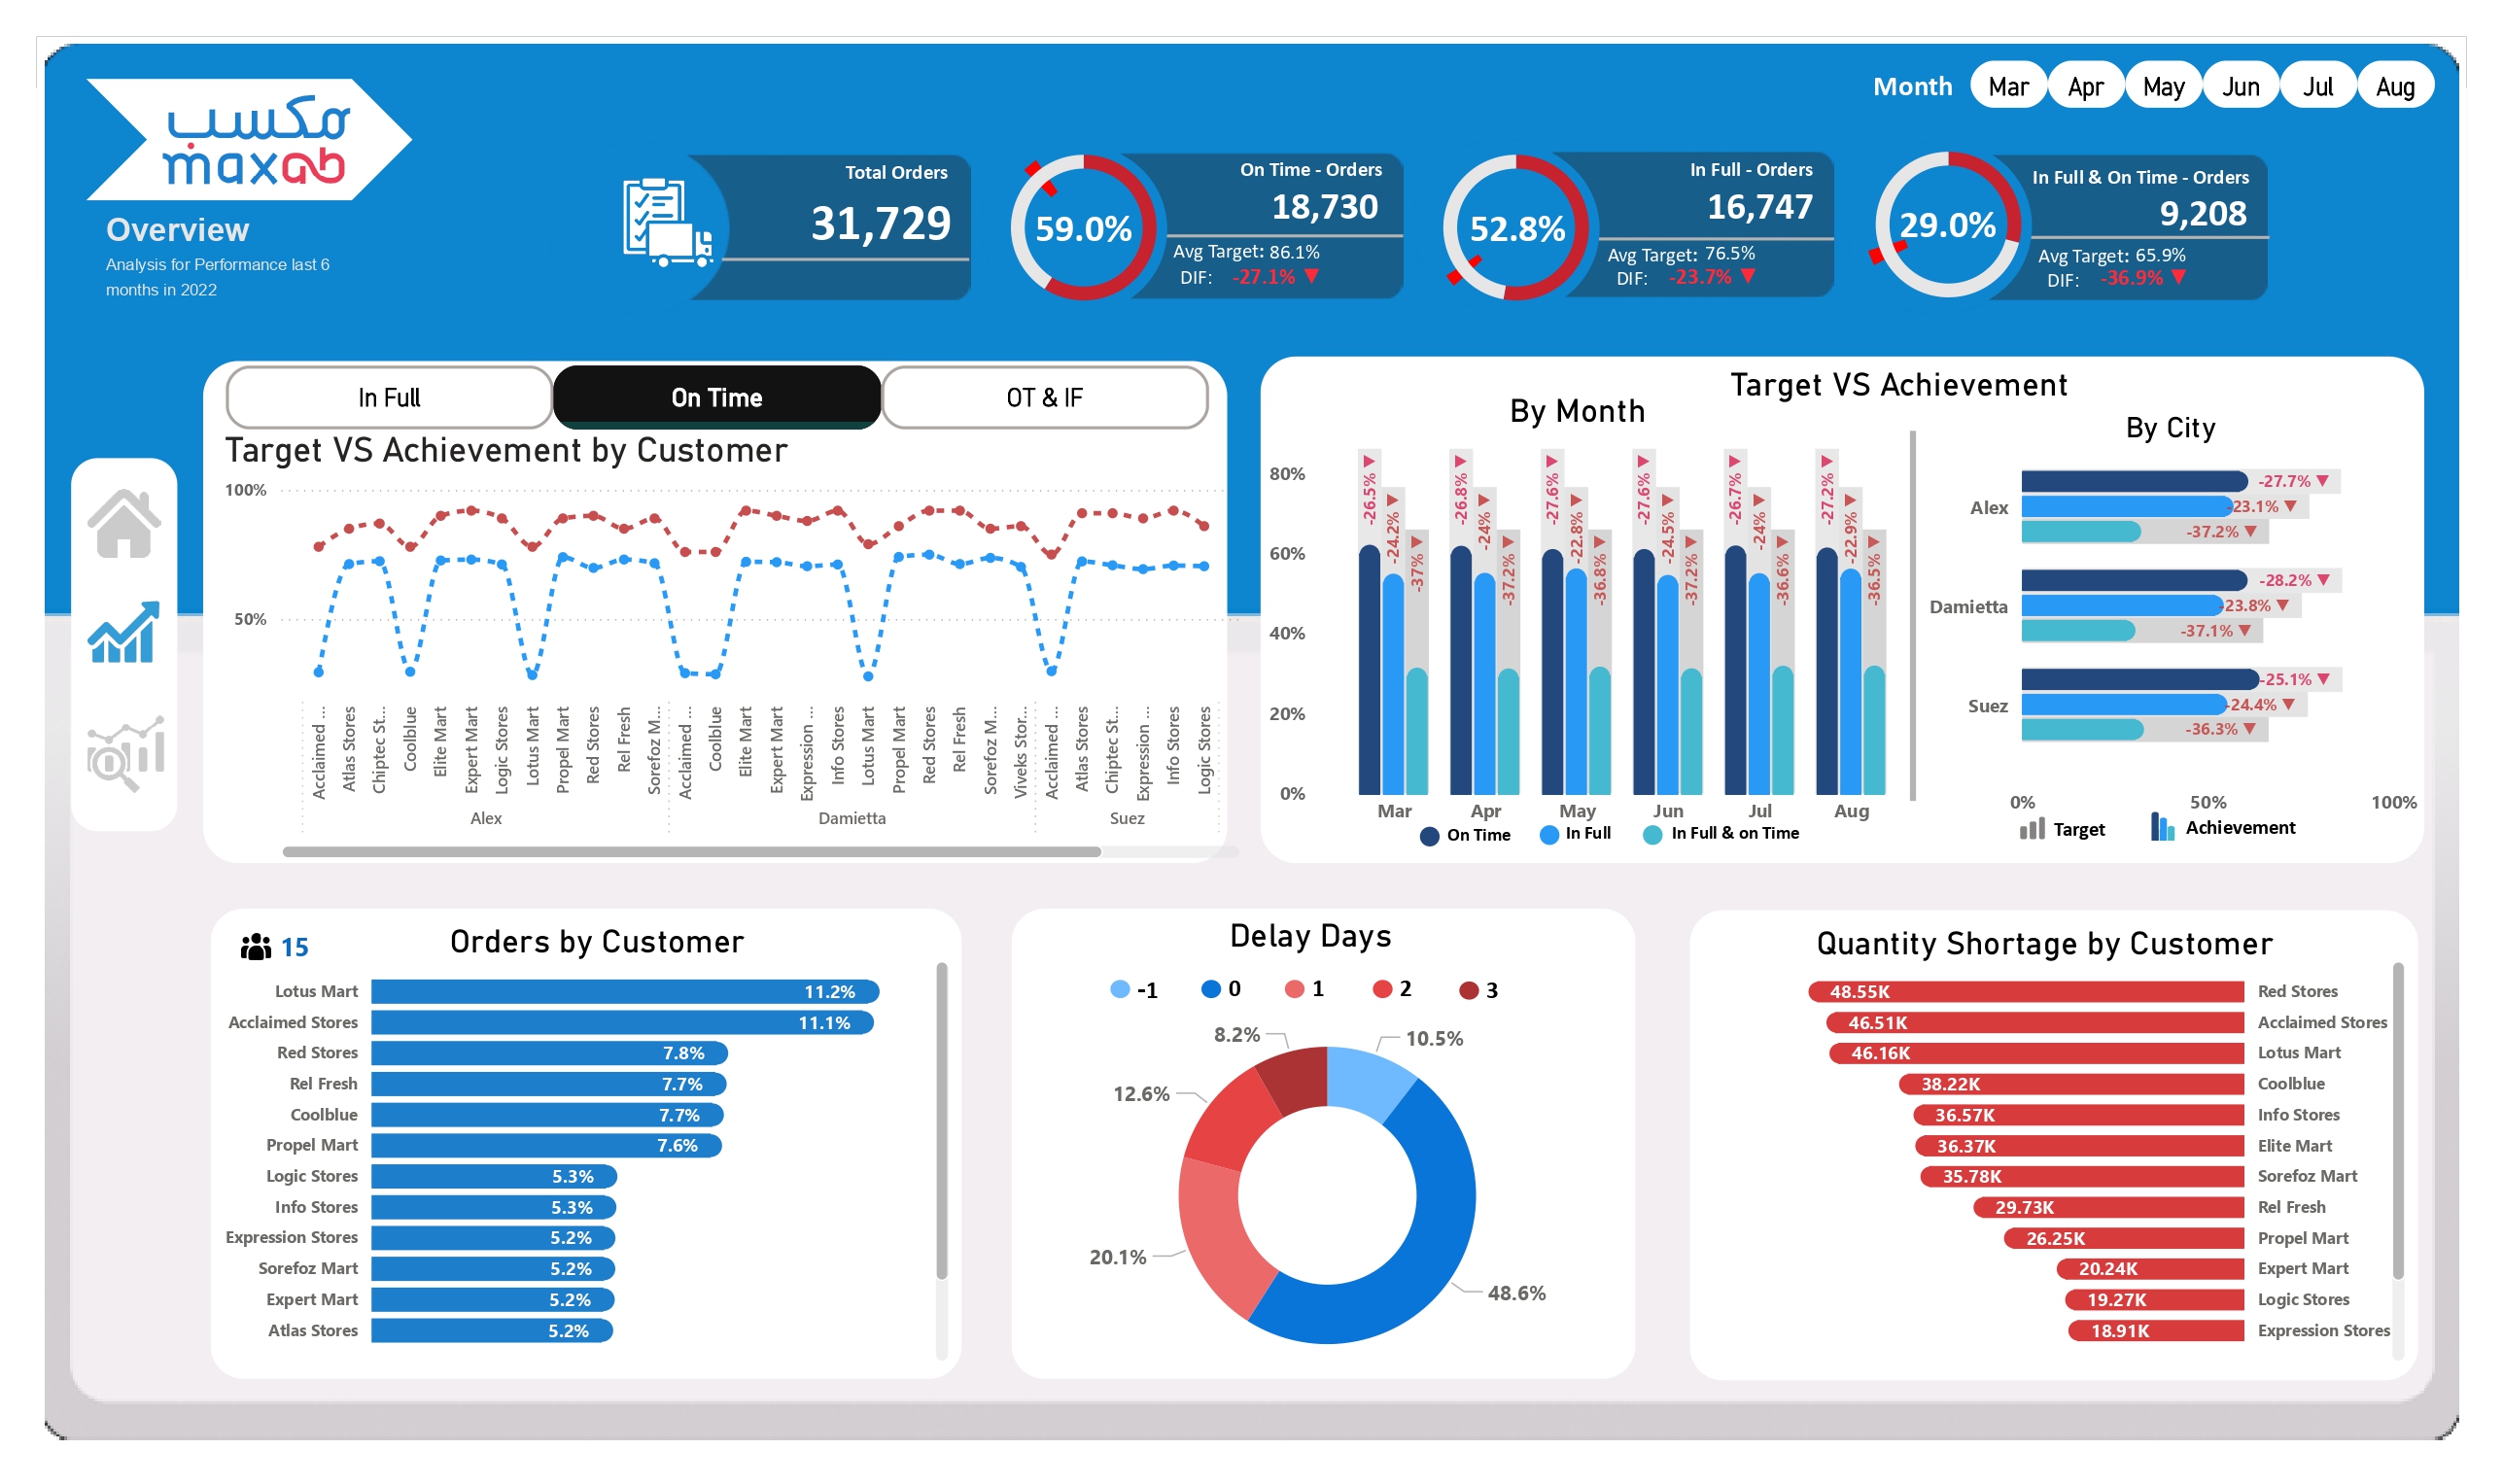 مكسب
maxab
Overview
Analysis for Performance last 6
months in 2022
Month
Mar
Apr
May
Jun
Jul
Aug
Total Orders
31,729
59.0%
On Time - Orders
18,730
Avg Target: 86.1%
DIF: -27.1% ▼
52.8%
In Full - Orders
16,747
Avg Target: 76.5%
DIF: -23.7% ▼
29.0%
In Full & On Time - Orders
9,208
Avg Target: 65.9%
DIF: -36.9% ▼
In Full
On Time
OT & IF
Target VS Achievement by Customer
100%
50%
Acclaimed ...
Atlas Stores
Chiptec St...
Coolblue
Elite Mart
Expert Mart
Logic Stores
Lotus Mart
Propel Mart
Red Stores
Rel Fresh
Sorefoz M...
Acclaimed ...
Coolblue
Elite Mart
Expert Mart
Expression ...
Info Stores
Lotus Mart
Propel Mart
Red Stores
Rel Fresh
Sorefoz M...
Viveks Stor...
Acclaimed ...
Atlas Stores
Chiptec St...
Expression ...
Info Stores
Logic Stores
Alex
Damietta
Suez
Target VS Achievement
By Month
80%
60%
40%
20%
0%
-26.5% ▼
-24.2% ▼
-37% ▼
-26.8% ▼
-24% ▼
-37.2% ▼
-27.6% ▼
-22.8% ▼
-36.8% ▼
-27.6% ▼
-24.5% ▼
-37.2% ▼
-26.7% ▼
-24% ▼
-36.6% ▼
-27.2% ▼
-22.9% ▼
-36.5% ▼
Mar
Apr
May
Jun
Jul
Aug
On Time
In Full
In Full & on Time
By City
Alex
-27.7% ▼
-23.1% ▼
-37.2% ▼
Damietta
-28.2% ▼
-23.8% ▼
-37.1% ▼
Suez
-25.1% ▼
-24.4% ▼
-36.3% ▼
0%
50%
100%
Target
Achievement
15
Orders by Customer
Lotus Mart 11.2%
Acclaimed Stores 11.1%
Red Stores 7.8%
Rel Fresh 7.7%
Coolblue 7.7%
Propel Mart 7.6%
Logic Stores 5.3%
Info Stores 5.3%
Expression Stores 5.2%
Sorefoz Mart 5.2%
Expert Mart 5.2%
Atlas Stores 5.2%
Delay Days
-1
0
1
2
3
8.2%
10.5%
12.6%
20.1%
48.6%
Quantity Shortage by Customer
48.55K Red Stores
46.51K Acclaimed Stores
46.16K Lotus Mart
38.22K Coolblue
36.57K Info Stores
36.37K Elite Mart
35.78K Sorefoz Mart
29.73K Rel Fresh
26.25K Propel Mart
20.24K Expert Mart
19.27K Logic Stores
18.91K Expression Stores